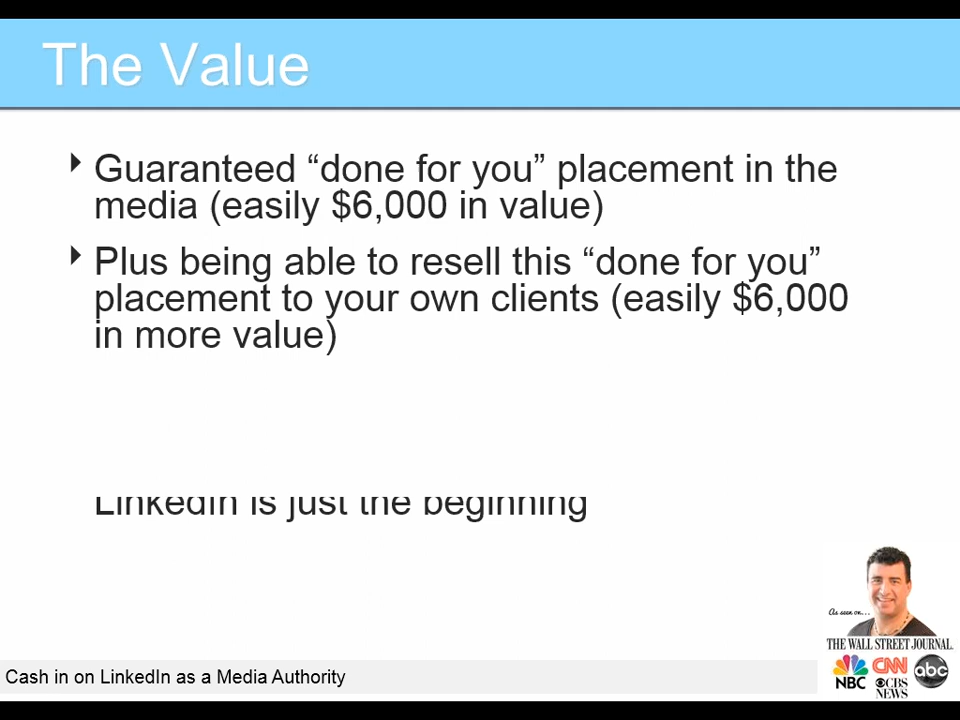 The Value
Guaranteed “done for you” placement in the
media (easily $6,000 in value)
Plus being able to resell this “done for you”
placement to your own clients (easily $6,000
in more value)
LinkedIn is just the beginning
As seen on...
THE WALL STREET JOURNAL.
NBC CNN CBS NEWS abc
Cash in on LinkedIn as a Media Authority